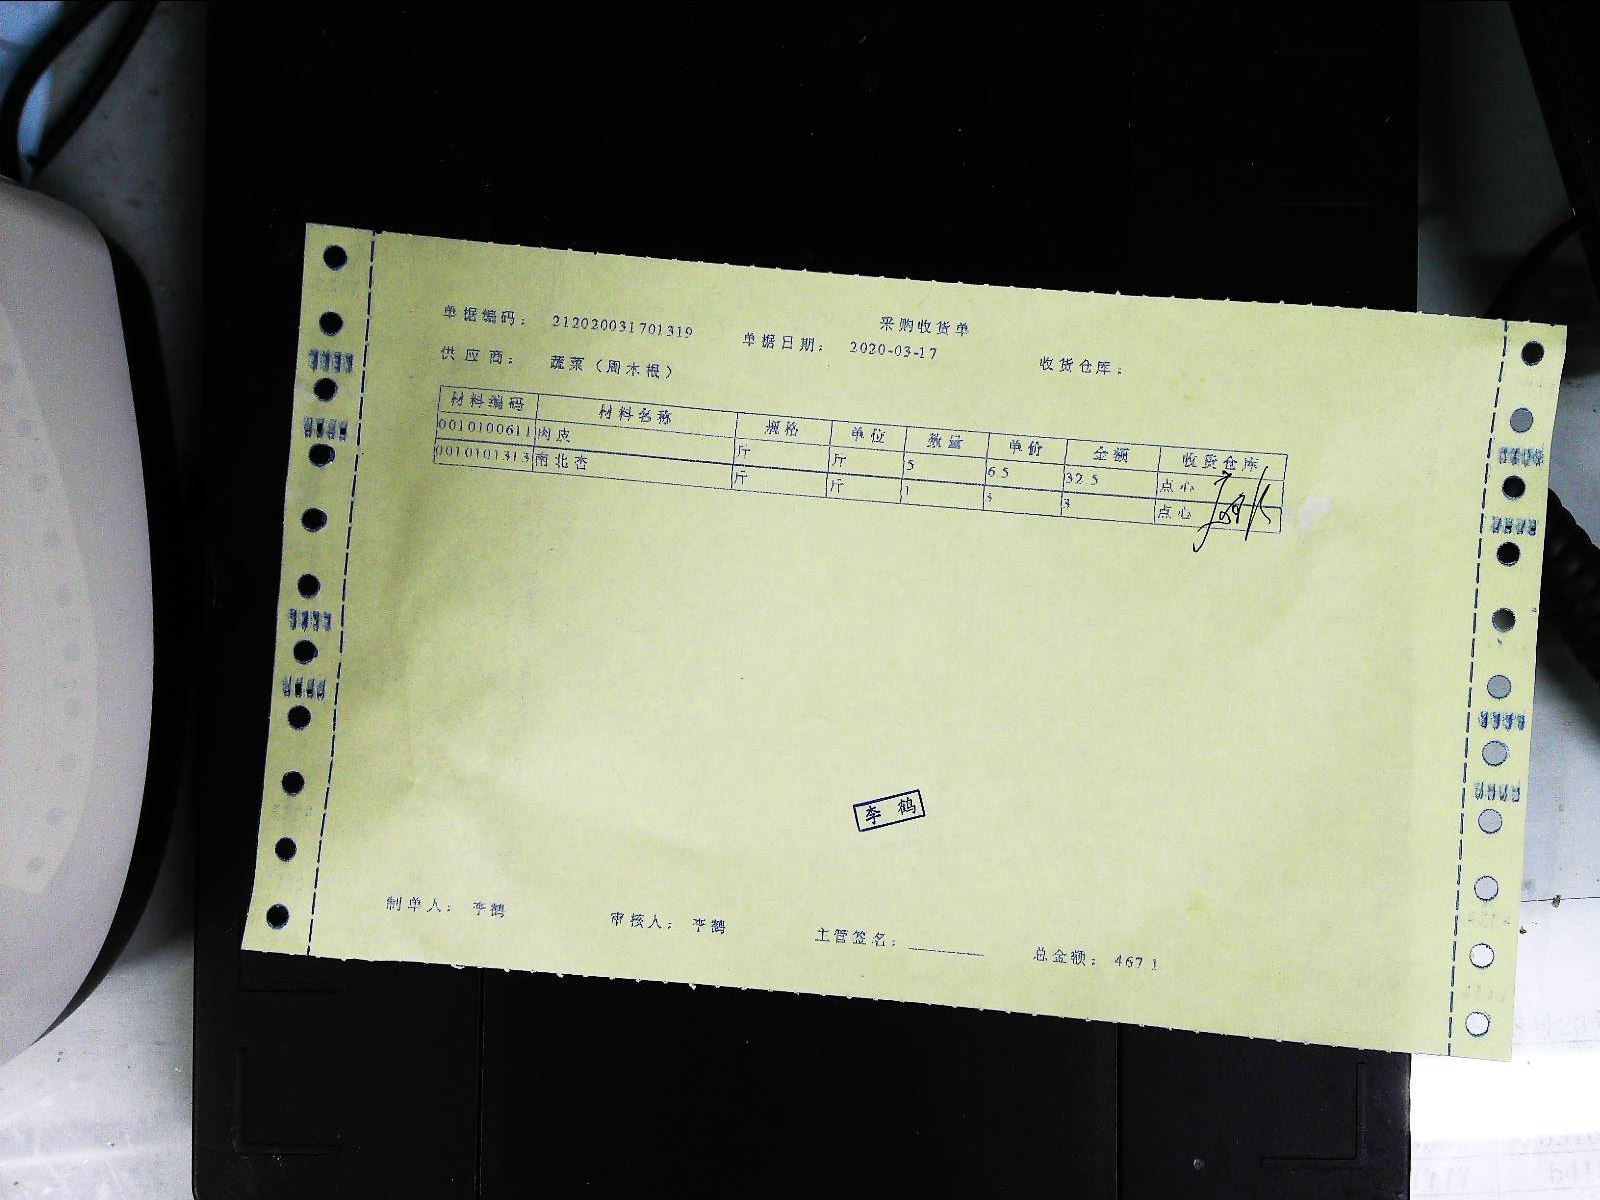 采购收货单
单据编码： 212020031701319 单据日期： 2020-03-17 收货仓库：
供应商： 蔬菜（周木根）
材料编码 材料名称 规格 单位 数量 单价 金额 收货仓库
0010100611 肉皮 斤 斤 5 6.5 32.5 点心
0010101313 南北杏 斤 斤 1 3 3 点心
李鹤
制单人： 李鹤 审核人： 李鹤 主管签名： 总金额： 467.1